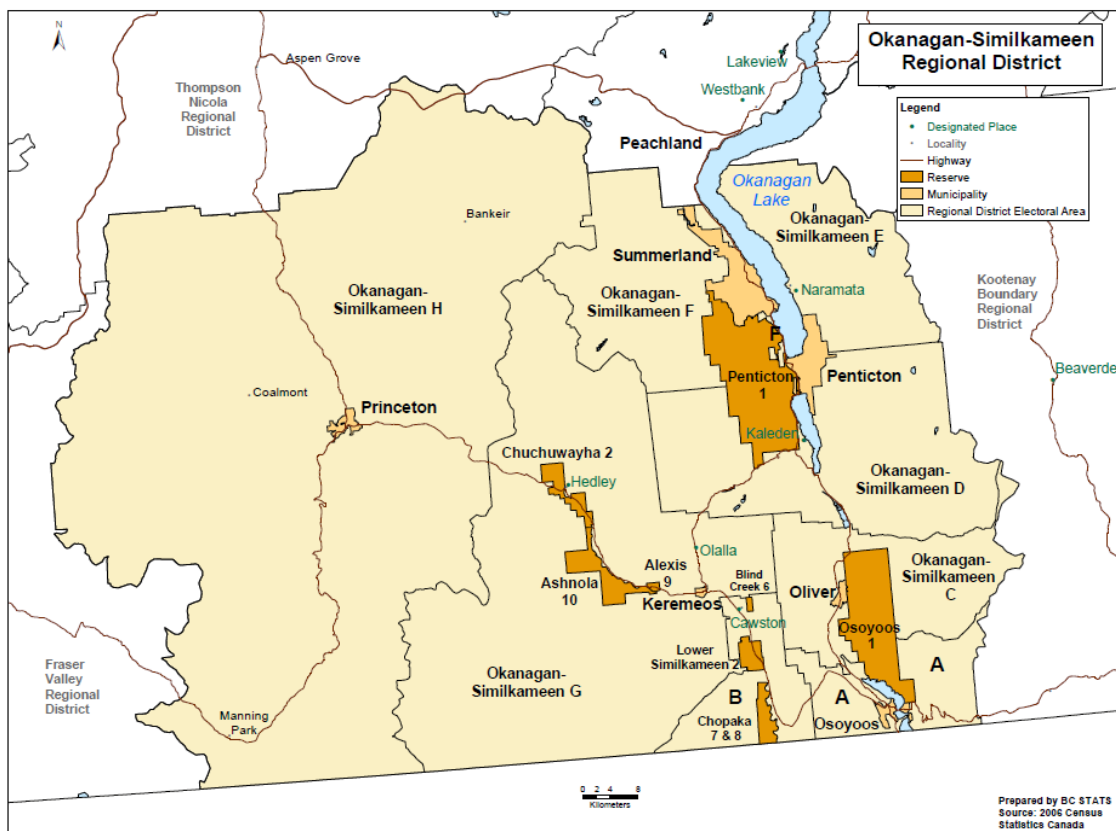 N
Okanagan-Similkameen
Regional District
Legend
Designated Place
Locality
Highway
Reserve
Municipality
Regional District Electoral Area
Aspen Grove
Lakeview
Westbank
Thompson
Nicola
Regional
District
Peachland
Okanagan
Lake
Bankeir
Okanagan-
Similkameen E
Summerland
Okanagan-
Similkameen H
Okanagan-
Similkameen F
Naramata
Kootenay
Boundary
Regional
District
F
Beaverde
Penticton
1
Penticton
Coalmont
Princeton
Kaleden
Chuchuwayha 2
Hedley
Okanagan-
Similkameen D
Olalla
Alexis
9
Blind
Creek 6
Ashnola
10
Okanagan-
Similkameen
C
Oliver
Keremeos
Cawston
Osoyoos
1
Lower
Similkameen 2
Fraser
Valley
Regional
District
Okanagan-
Similkameen G
A
B
A
Manning
Park
Chopaka
7 & 8
Osoyoos
0 2 4 8
Kilometers
Prepared by BC STATS
Source: 2006 Census
Statistics Canada